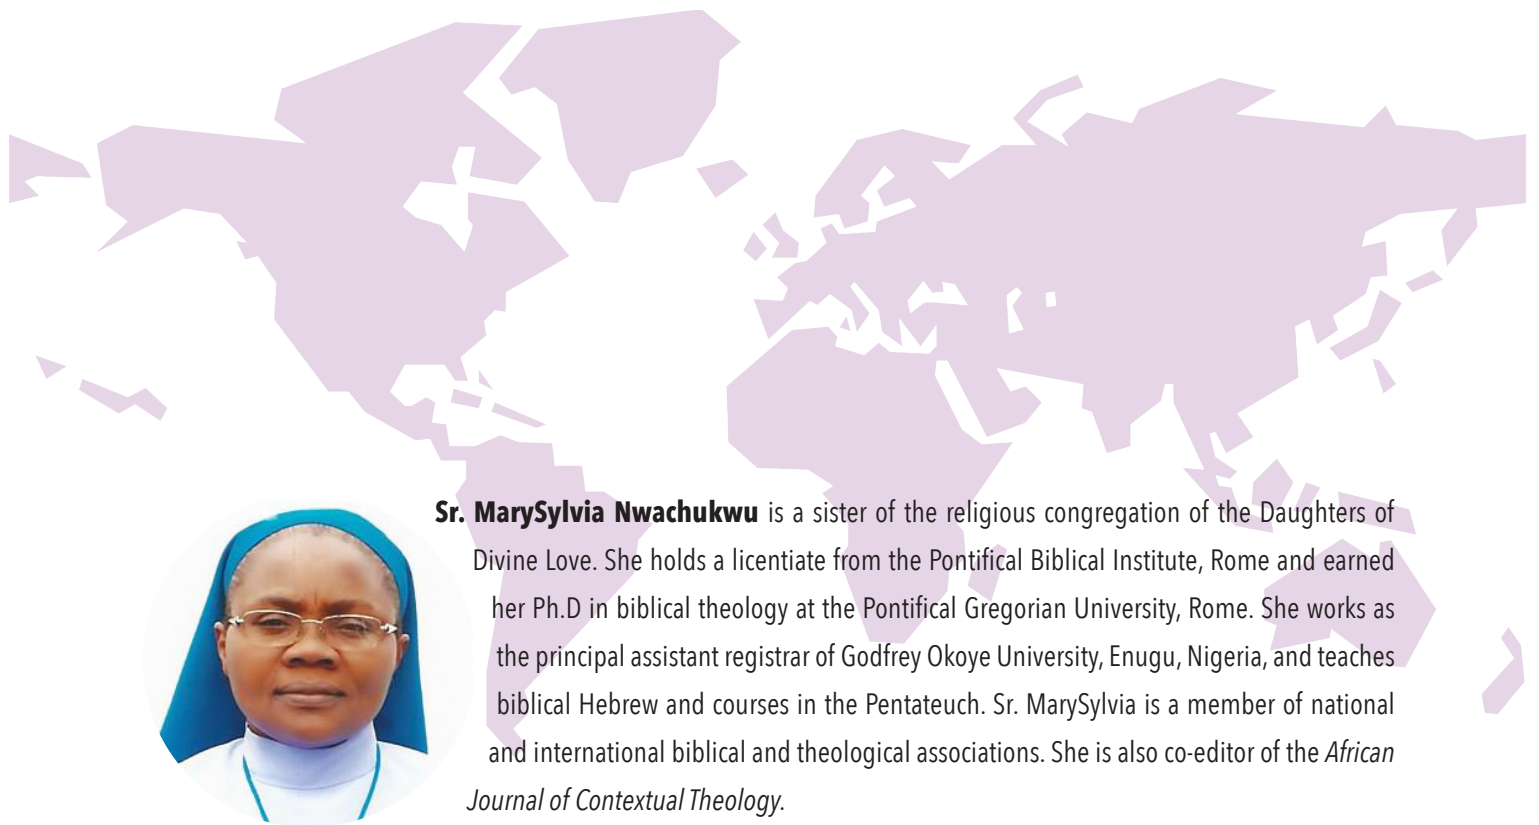 Sr. MarySylvia Nwachukwu is a sister of the religious congregation of the Daughters of
Divine Love. She holds a licentiate from the Pontifical Biblical Institute, Rome and earned
her Ph.D in biblical theology at the Pontifical Gregorian University, Rome. She works as
the principal assistant registrar of Godfrey Okoye University, Enugu, Nigeria, and teaches
biblical Hebrew and courses in the Pentateuch. Sr. MarySylvia is a member of national
and international biblical and theological associations. She is also co-editor of the African
Journal of Contextual Theology.